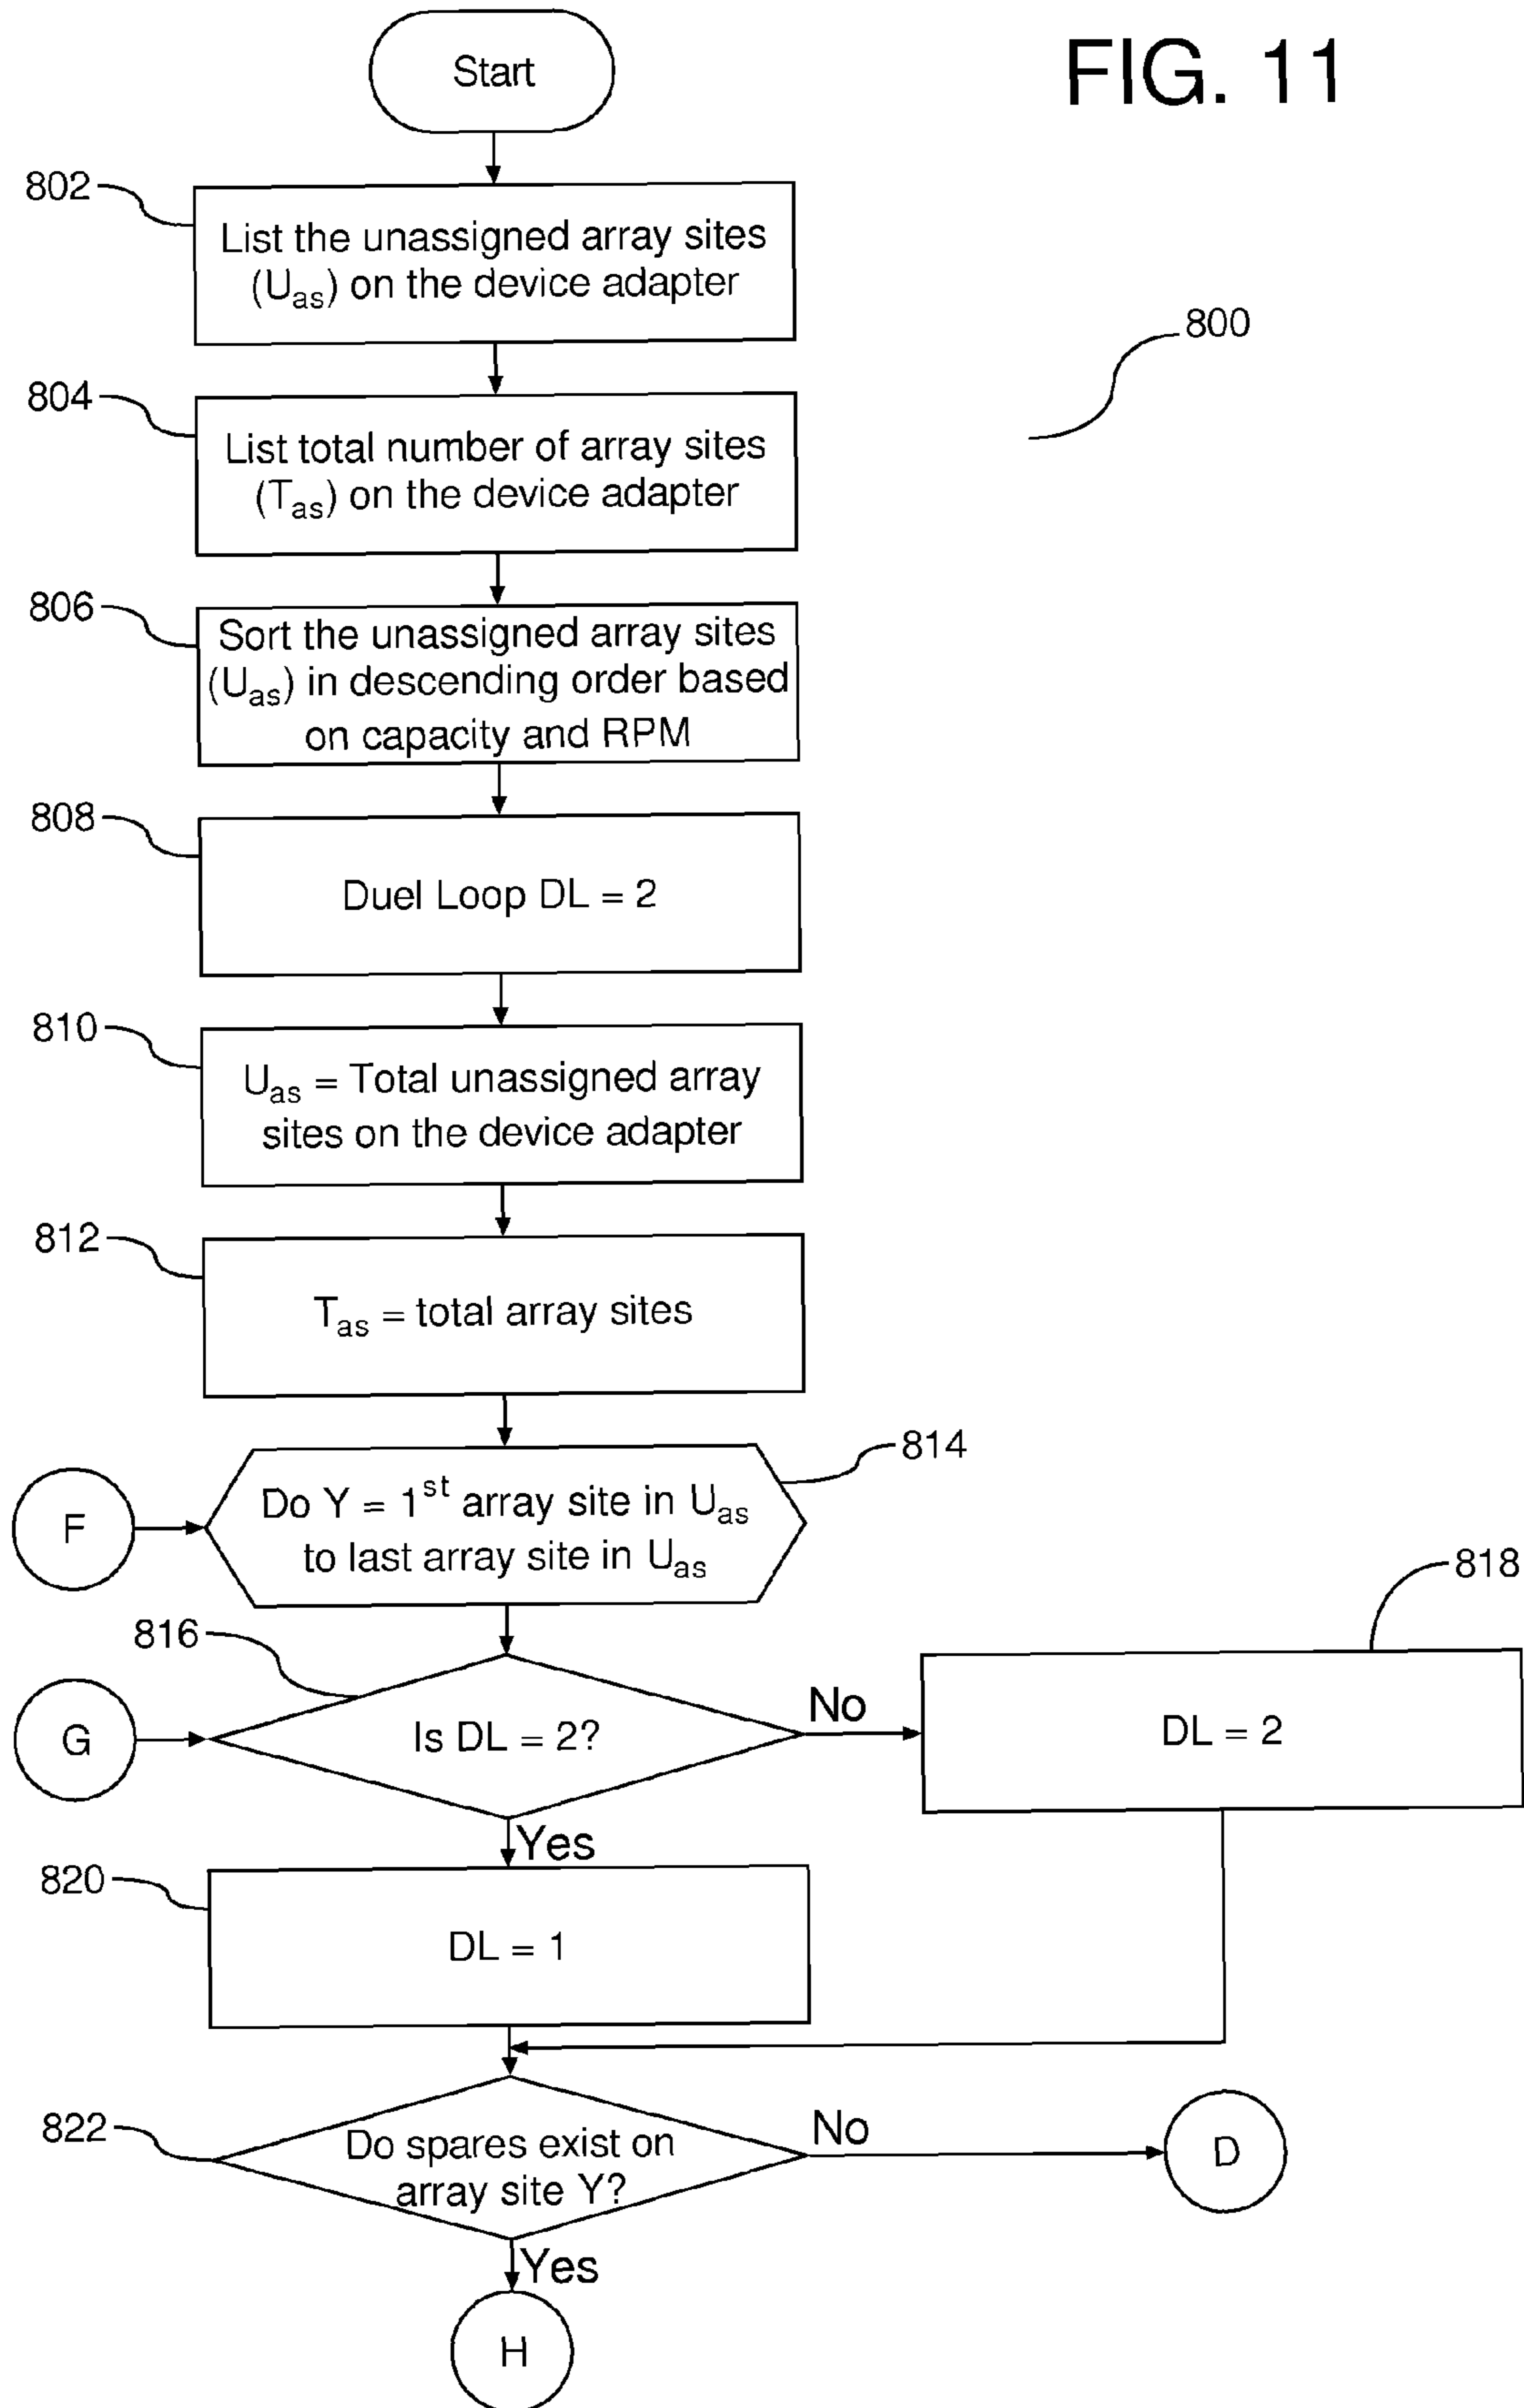 Start
FIG. 11
802
List the unassigned array sites
(Uas) on the device adapter
800
804
List total number of array sites
(Tas) on the device adapter
806
Sort the unassigned array sites
(Uas) in descending order based
on capacity and RPM
808
Duel Loop DL = 2
810
Uas = Total unassigned array
sites on the device adapter
812
Tas = total array sites
814
F
Do Y = 1st array site in Uas
to last array site in Uas
818
816
G
Is DL = 2?
No
DL = 2
Yes
820
DL = 1
822
Do spares exist on
array site Y?
No
D
Yes
H